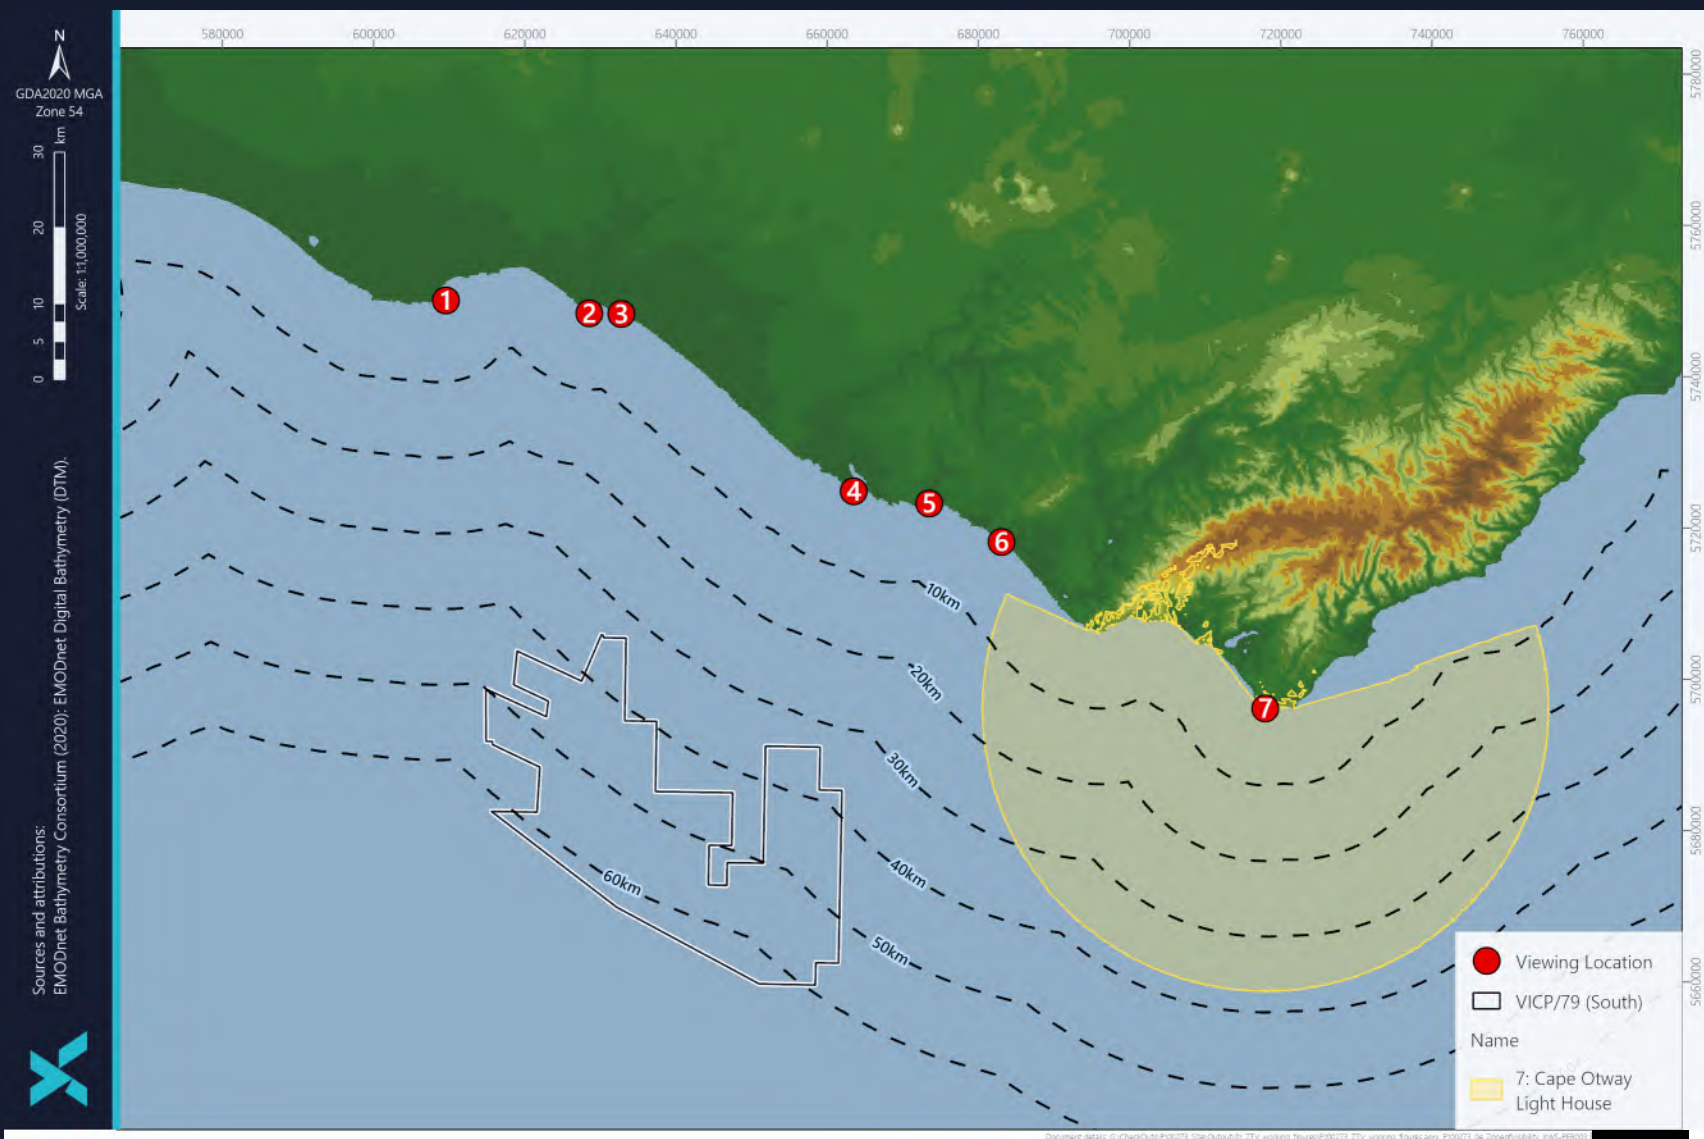 580000 600000 620000 640000 660000 680000 700000 720000 740000 760000
N
GDA2020 MGA
Zone 54
km
30
20
10
5
0
Scale: 1:1,000,000
Sources and attributions:
EMODnet Bathymetry Consortium (2020): EMODnet Digital Bathymetry (DTM).
5780000
5760000
5740000
5720000
5700000
5680000
5660000
1
2
3
4
5
6
7
10km
20km
30km
40km
50km
60km
Viewing Location
VICP/79 (South)
Name
7: Cape Otway
Light House